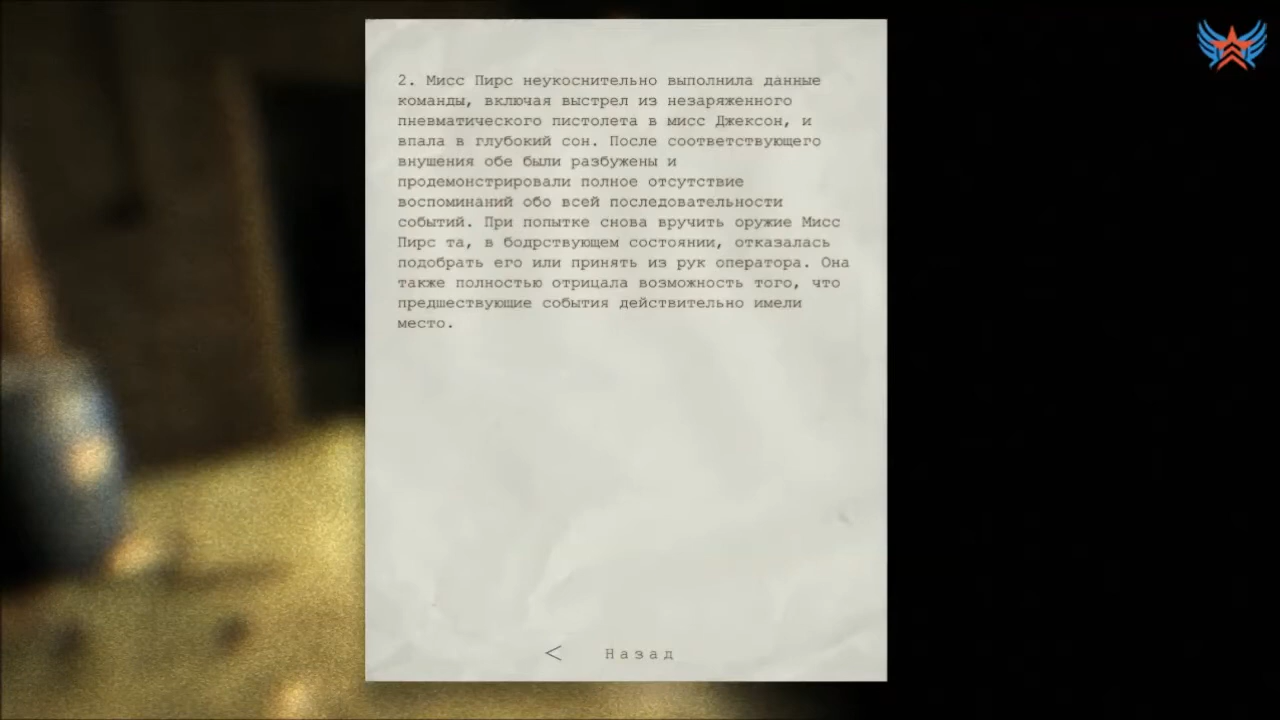 2. Мисс Пирс неукоснительно выполнила данные
команды, включая выстрел из незаряженного
пневматического пистолета в мисс Джексон, и
впала в глубокий сон. После соответствующего
внушения обе были разбужены и
продемонстрировали полное отсутствие
воспоминаний обо всей последовательности
событий. При попытке снова вручить оружие Мисс
Пирс та, в бодрствующем состоянии, отказалась
подобрать его или принять из рук оператора. Она
также полностью отрицала возможность того, что
предшествующие события действительно имели
место.
< Назад